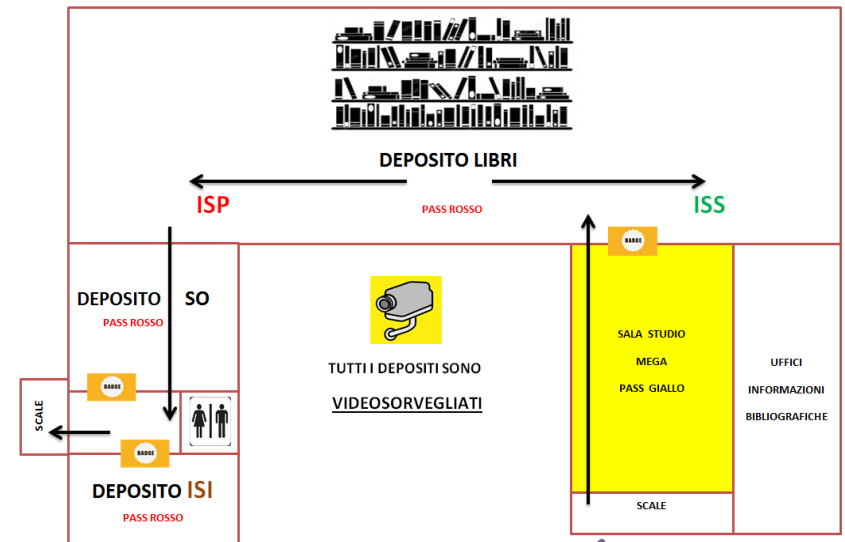 DEPOSITO LIBRI
ISP
PASS ROSSO
ISS
BADGE
DEPOSITO SO
PASS ROSSO
TUTTI I DEPOSITI SONO
VIDEOSORVEGLIATI
SALA STUDIO
MEGA
PASS GIALLO
UFFICI
INFORMAZIONI
BIBLIOGRAFICHE
BADGE
SCALE
BADGE
DEPOSITO ISI
PASS ROSSO
SCALE